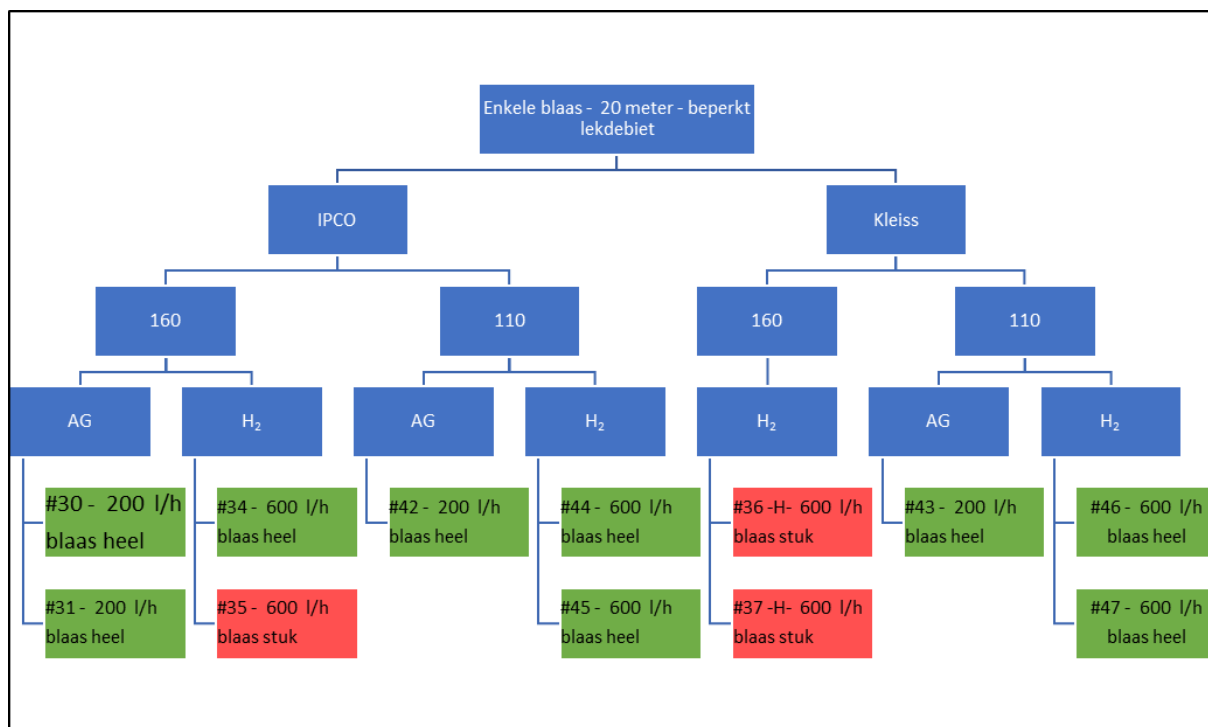 Enkele blaas - 20 meter - beperkt
lekdebiet
IPCO
Kleiss
160
110
160
110
AG
H₂
AG
H₂
H₂
AG
H₂
#30 - 200 l/h
blaas heel
#34 - 600 l/h
blaas heel
#42 - 200 l/h
blaas heel
#44 - 600 l/h
blaas heel
#36 -H- 600 l/h
blaas stuk
#43 - 200 l/h
blaas heel
#46 - 600 l/h
blaas heel
#31 - 200 l/h
blaas heel
#35 - 600 l/h
blaas stuk
#45 - 600 l/h
blaas heel
#37 -H- 600 l/h
blaas stuk
#47 - 600 l/h
blaas heel